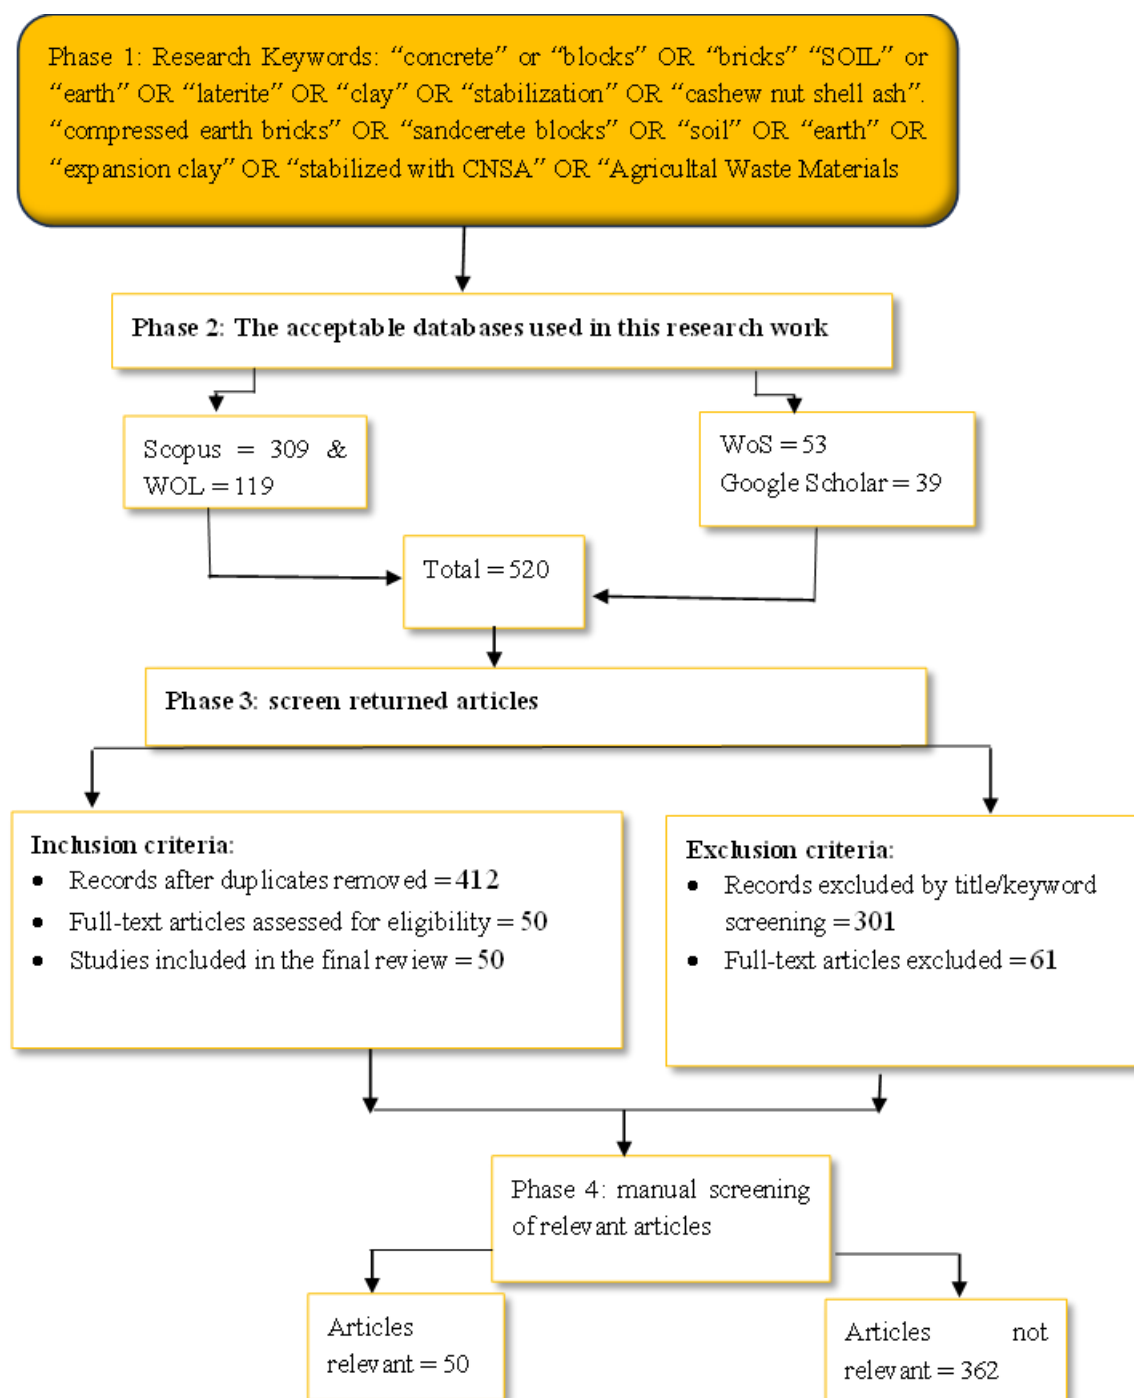 Phase 1: Research Keywords: “concrete” or “blocks” OR “bricks” “SOIL” or
“earth” OR “laterite” OR “clay” OR “stabilization” OR “cashew nut shell ash”.
“compressed earth bricks” OR “sandcerete blocks” OR “soil” OR “earth” OR
“expansion clay” OR “stabilized with CNSA” OR “Agricultal Waste Materials
Phase 2: The acceptable databases used in this research work
Scopus = 309 &
WOL = 119
WoS = 53
Google Scholar = 39
Total = 520
Phase 3: screen returned articles
Inclusion criteria:
• Records after duplicates removed = 412
• Full-text articles assessed for eligibility = 50
• Studies included in the final review = 50
Exclusion criteria:
• Records excluded by title/keyword
screening = 301
• Full-text articles excluded = 61
Phase 4: manual screening
of relevant articles
Articles
relevant = 50
Articles not
relevant = 362